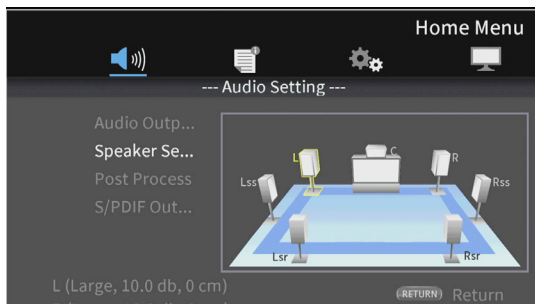 Home Menu
--- Audio Setting ---
Audio Outp...
Speaker Se...
Post Process
S/PDIF Out...
L
C
R
Lss
Rss
Lsr
Rsr
L (Large, 10.0 db, 0 cm)
RETURN Return